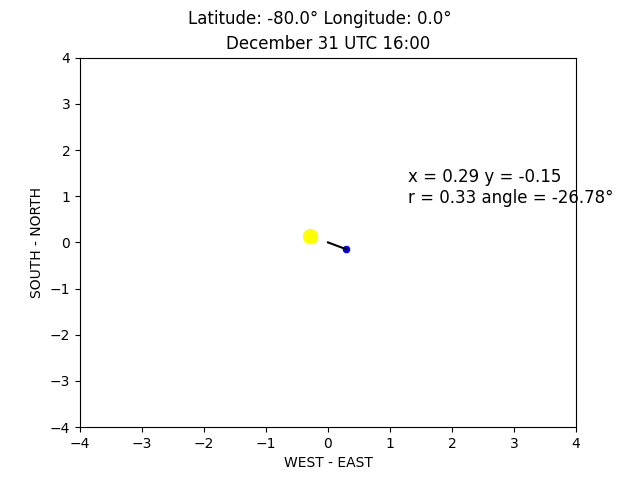 Latitude: -80.0° Longitude: 0.0°
December 31 UTC 16:00
4
3
2
1
0
−1
−2
−3
−4
SOUTH - NORTH
x = 0.29 y = -0.15
r = 0.33 angle = -26.78°
−4 −3 −2 −1 0 1 2 3 4
WEST - EAST